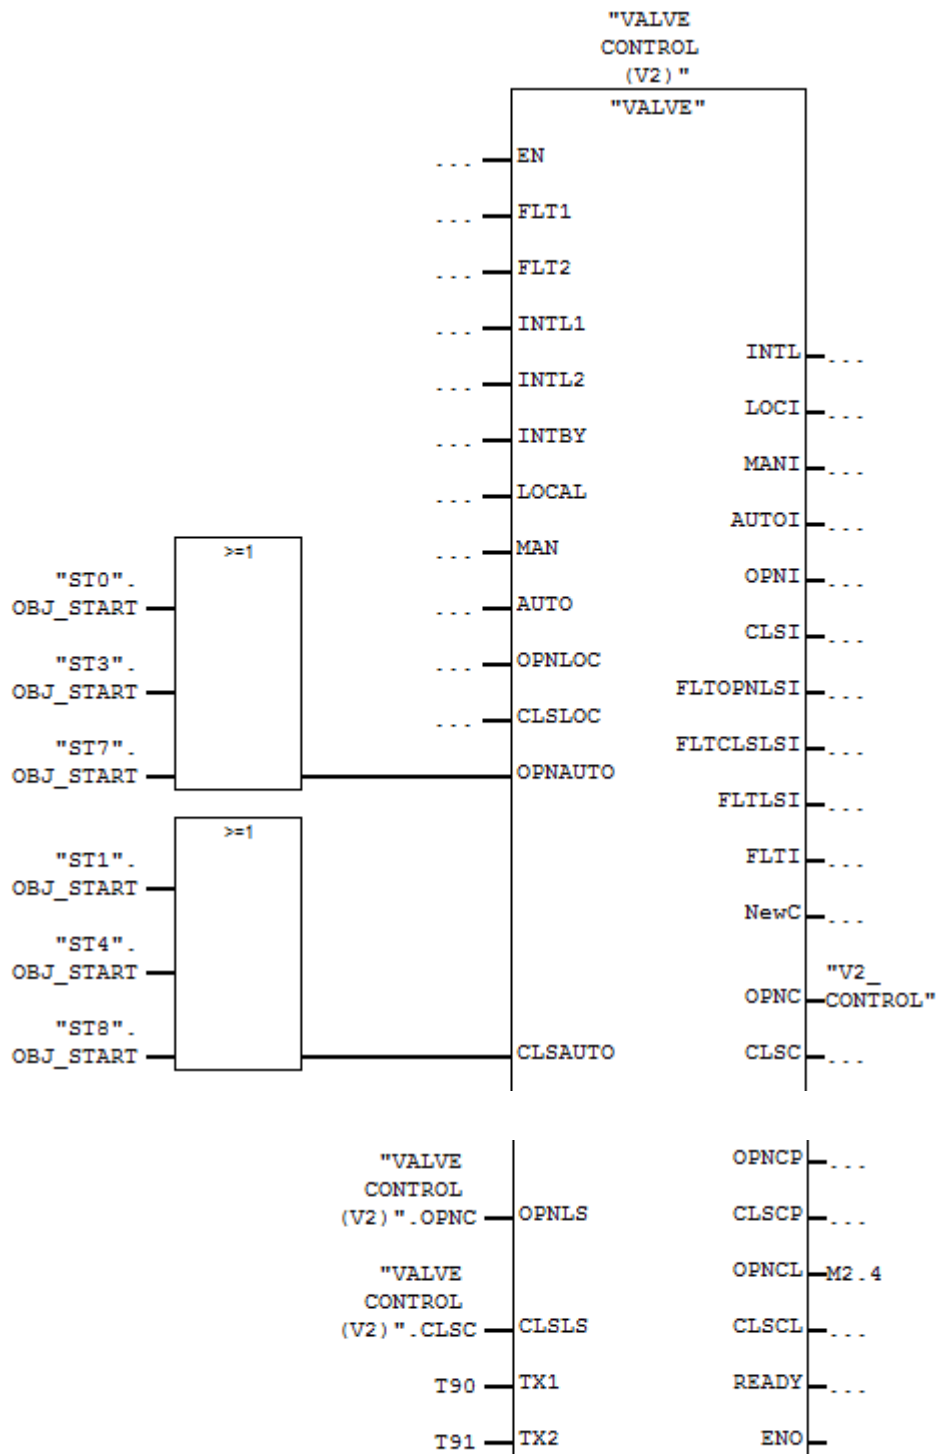 "VALVE
CONTROL
(V2)"
"VALVE"
... EN
... FLT1
... FLT2
... INTL1
INTL ...
... INTL2
LOCI ...
... INTBY
MANI ...
... LOCAL
AUTOI ...
>=1
... MAN
"ST0".
OBJ_START
OPNI ...
... AUTO
CLSI ...
"ST3".
OBJ_START
... OPNLOC
FLTOPNLSI ...
... CLSLOC
FLTCLSLSI ...
"ST7".
OBJ_START
OPNAUTO
FLTLSI ...
>=1
"ST1".
OBJ_START
FLTI ...
NewC ...
"ST4".
OBJ_START
OPNC "V2_
CONTROL"
"ST8".
OBJ_START
CLSAUTO
CLSC ...
OPNCP ...
"VALVE
CONTROL
(V2)".OPNC OPNLS
CLSCP ...
OPNCL M2.4
"VALVE
CONTROL
(V2)".CLSC CLSLS
CLSCL ...
T90 TX1
READY ...
T91 TX2
ENO